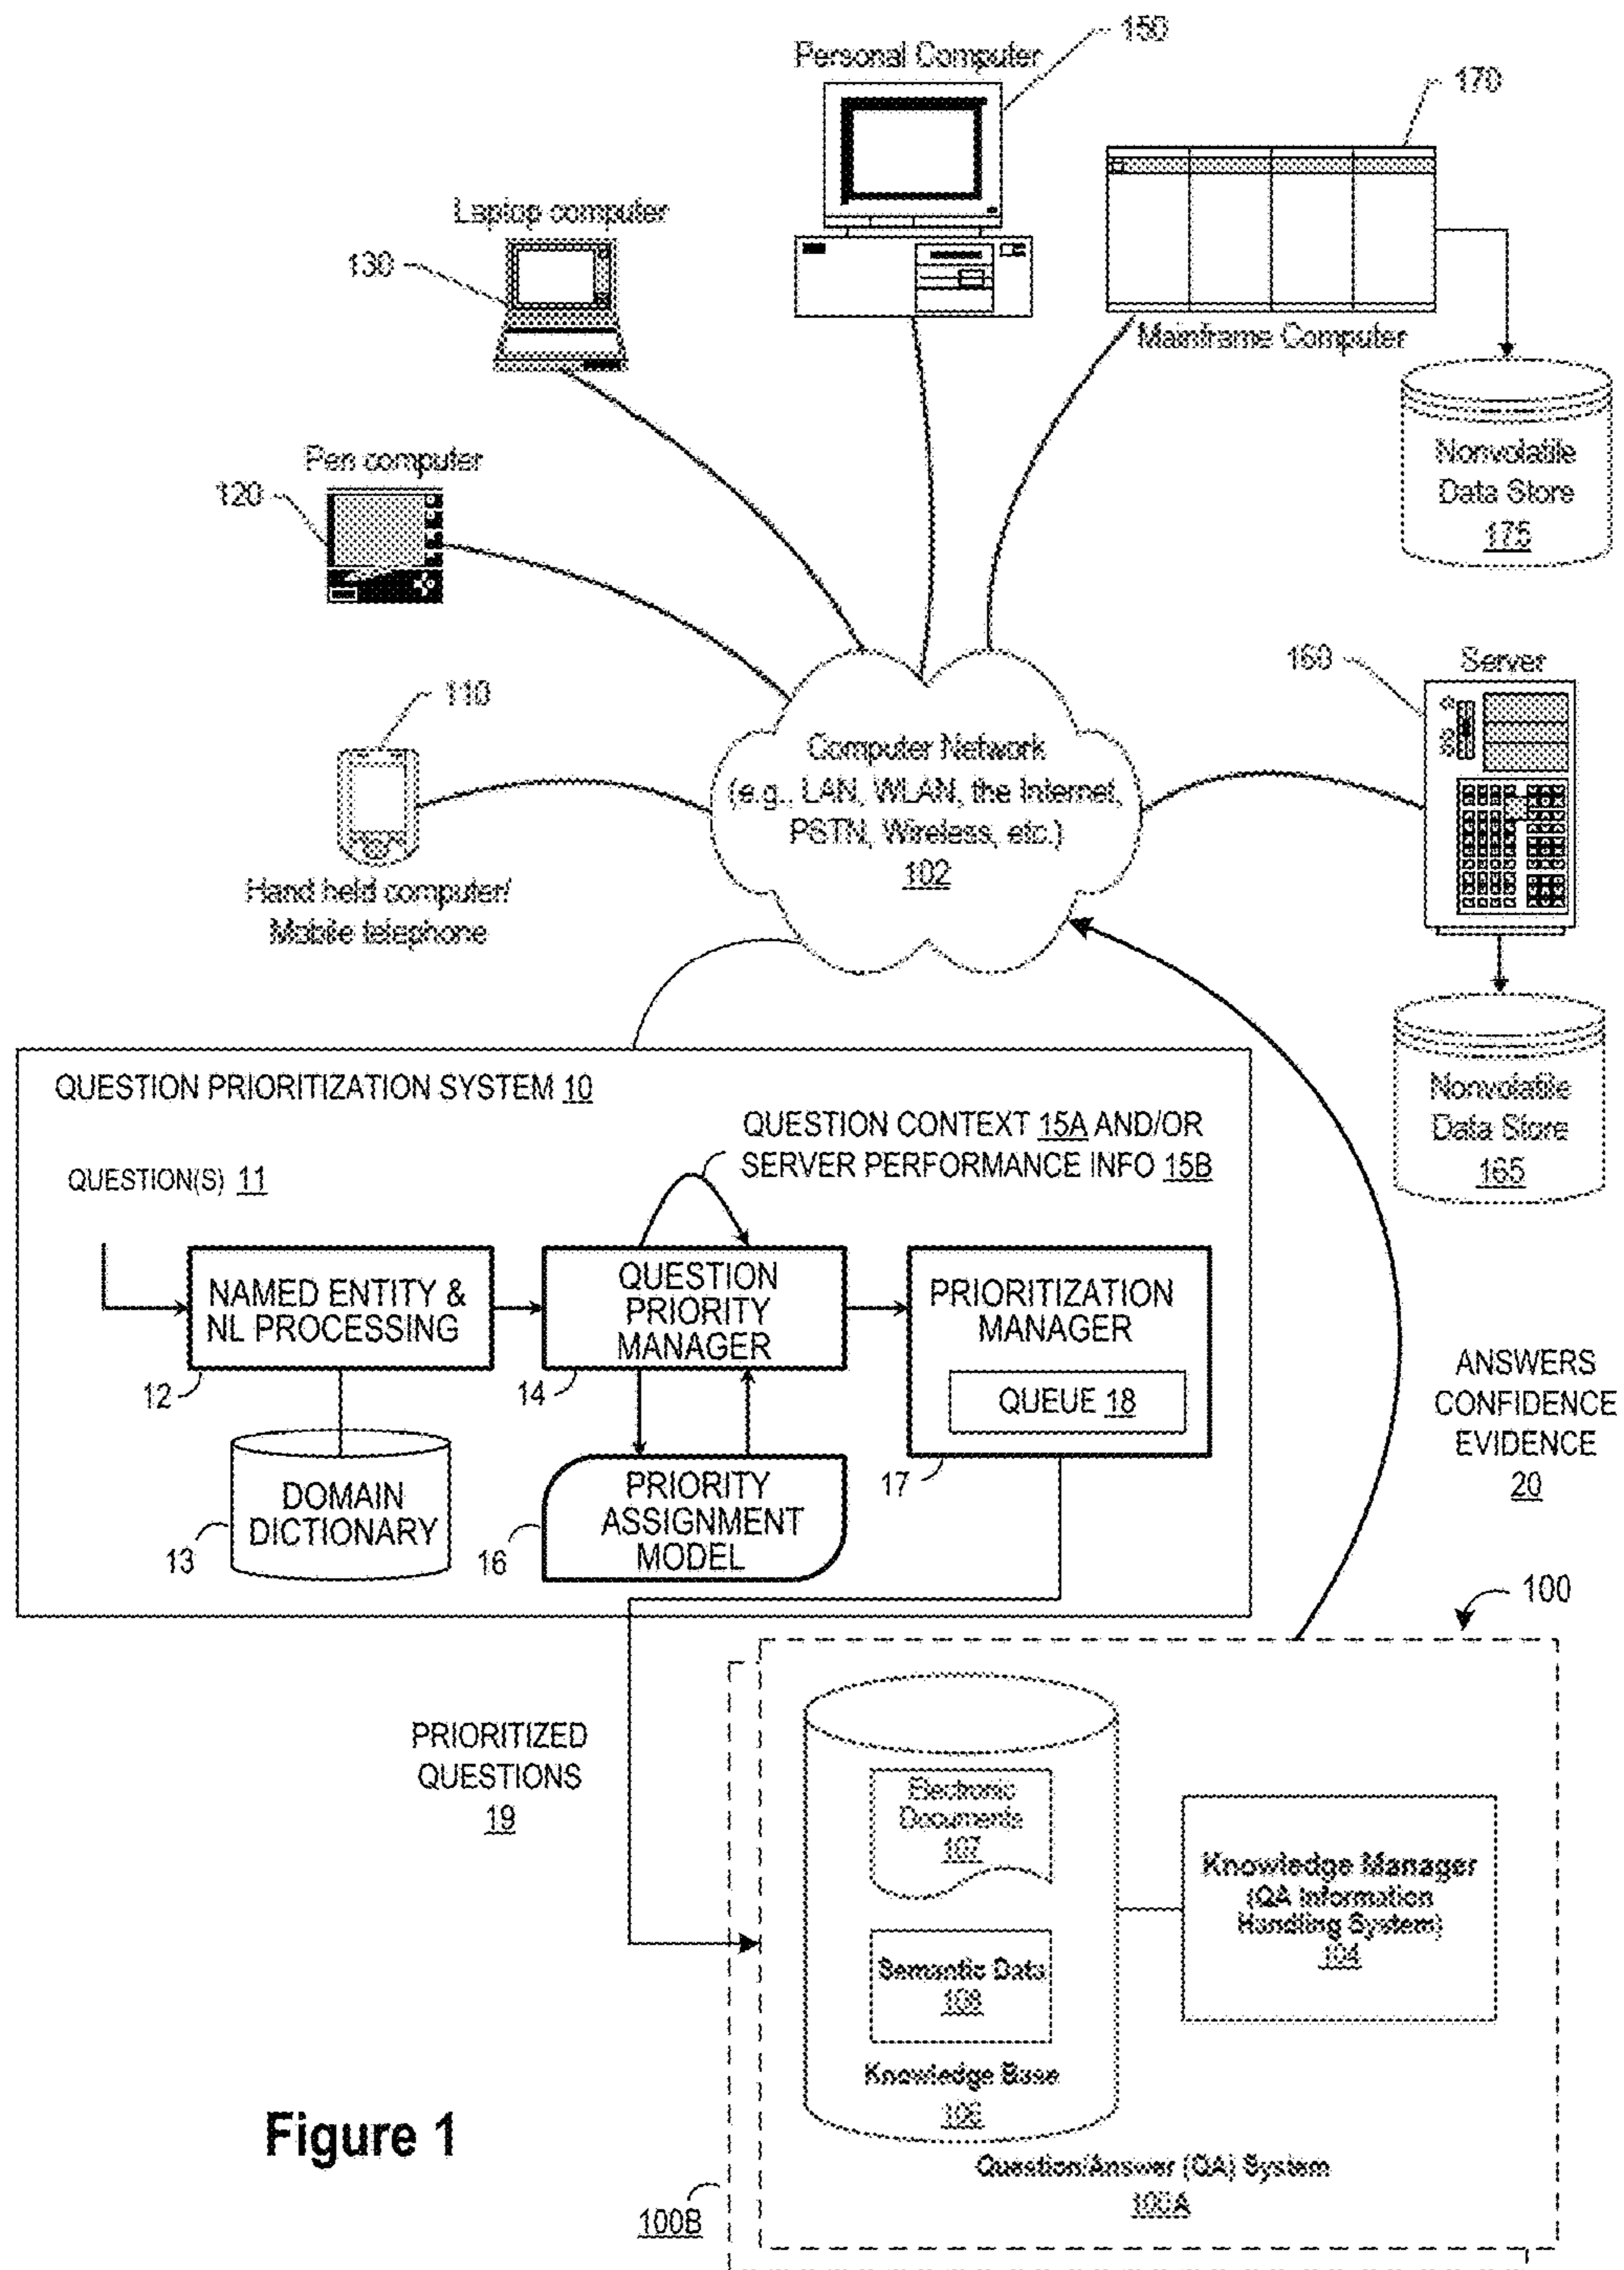 150
Personal Computer
170
Laptop computer
130
Mainframe Computer
Nonvolatile
Data Store
175
Pen computer
120
160
Server
110
Computer Network
(e.g., LAN, WLAN, the Internet,
PSTN, Wireless, etc.)
102
Hand held computer/
Mobile telephone
Nonvolatile
Data Store
165
QUESTION PRIORITIZATION SYSTEM 10
QUESTION CONTEXT 15A AND/OR
SERVER PERFORMANCE INFO 15B
QUESTION(S) 11
NAMED ENTITY &
NL PROCESSING
12
QUESTION
PRIORITY
MANAGER
14
PRIORITIZATION
MANAGER
QUEUE 18
17
DOMAIN
DICTIONARY
13
PRIORITY
ASSIGNMENT
MODEL
16
ANSWERS
CONFIDENCE
EVIDENCE
20
100
PRIORITIZED
QUESTIONS
19
Electronic
Documents
107
Semantic Data
108
Knowledge Base
106
Knowledge Manager
(QA Information
Handling System)
104
Question/Answer (QA) System
100A
100B
Figure 1